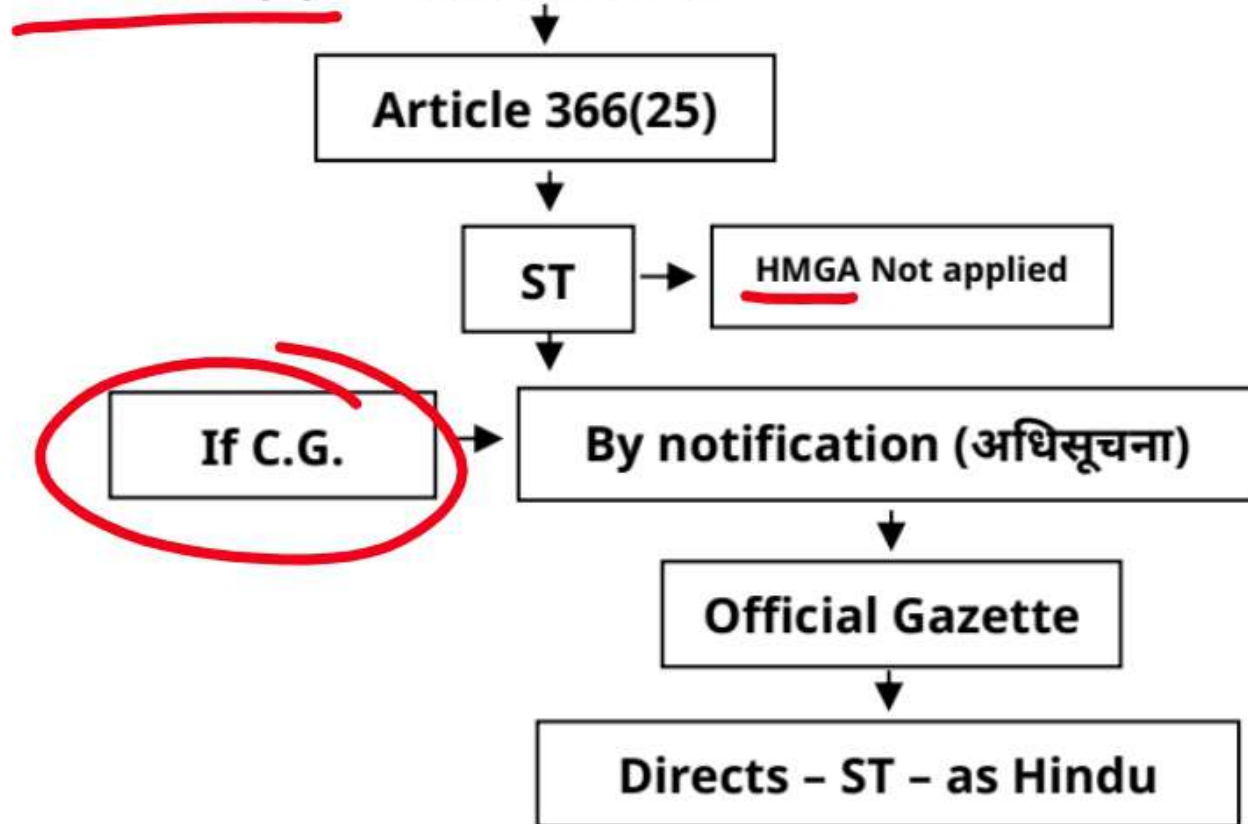 Article 366(25)
ST
HMGA Not applied
If C.G.
By notification (अधिसूचना)
Official Gazette
Directs – ST – as Hindu